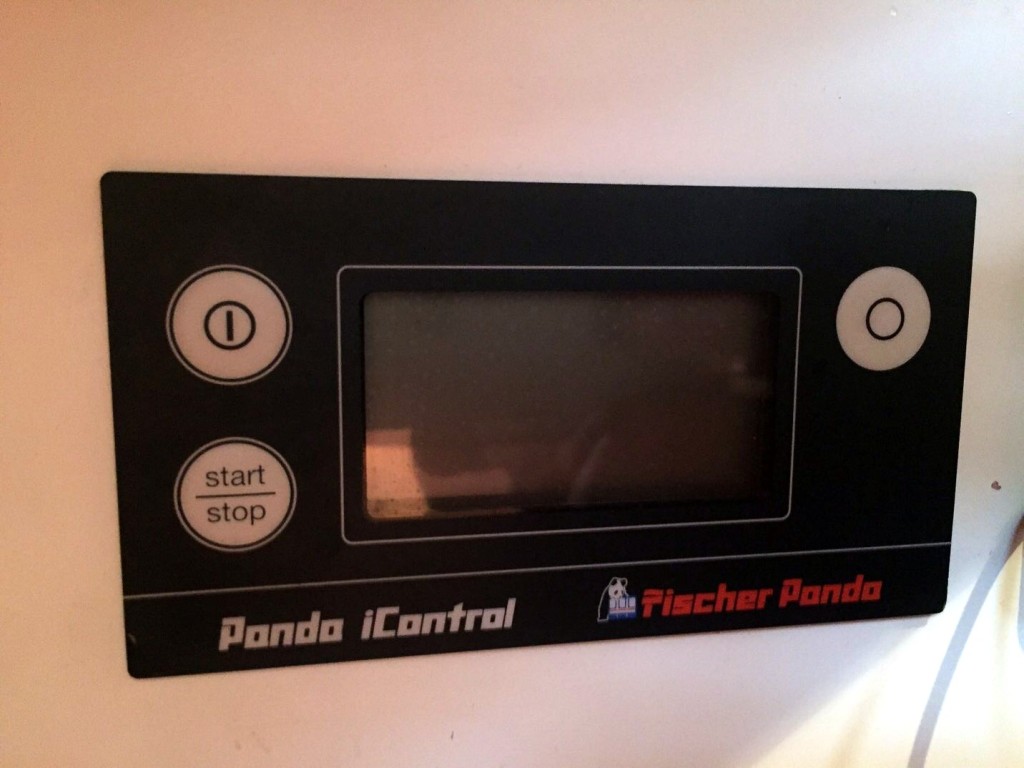 start
stop
Panda iControl
Fischer Panda